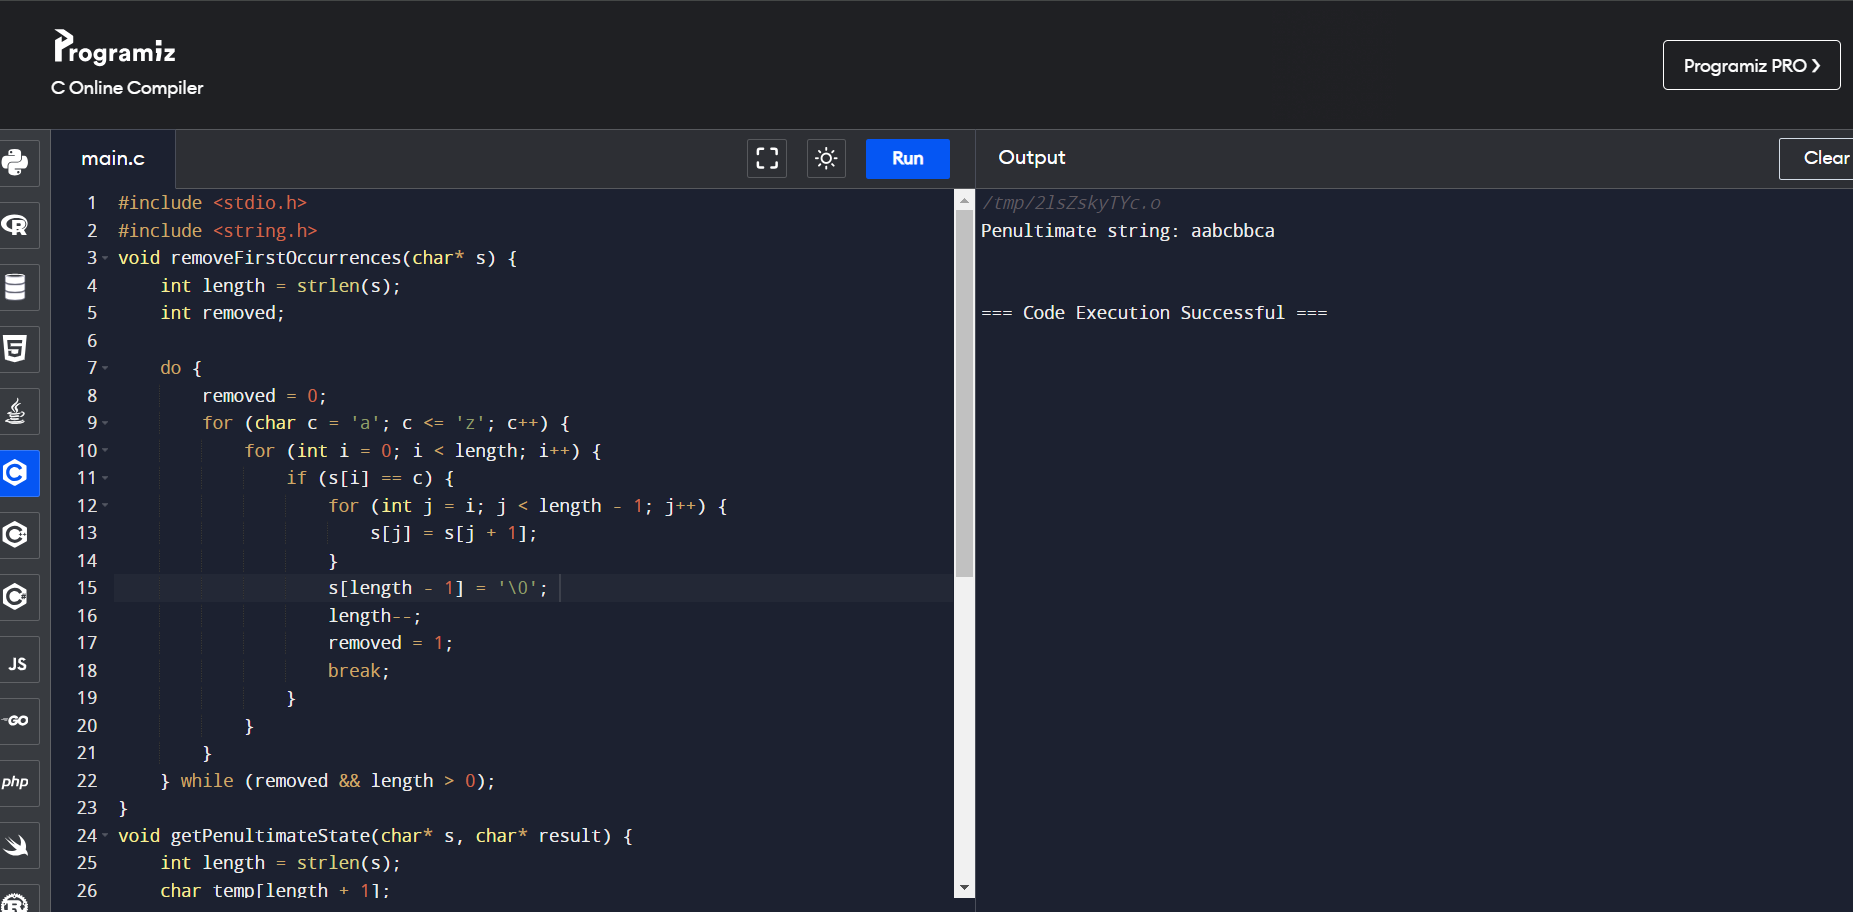 Programiz
C Online Compiler
Programiz PRO ❯
main.c
Run
Output
Clear
1 #include <stdio.h>
2 #include <string.h>
3 void removeFirstOccurrences(char* s) {
4     int length = strlen(s);
5     int removed;
6
7     do {
8         removed = 0;
9         for (char c = 'a'; c <= 'z'; c++) {
10             for (int i = 0; i < length; i++) {
11                 if (s[i] == c) {
12                     for (int j = i; j < length - 1; j++) {
13                         s[j] = s[j + 1];
14                     }
15                     s[length - 1] = '\0';
16                     length--;
17                     removed = 1;
18                     break;
19                 }
20             }
21         }
22     } while (removed && length > 0);
23 }
24 void getPenultimateState(char* s, char* result) {
25     int length = strlen(s);
26     char temp[length + 1];
/tmp/2lsZskyTYc.o
Penultimate string: aabcbbca
=== Code Execution Successful ===
R
5
C
C
C
JS
GO
php
R